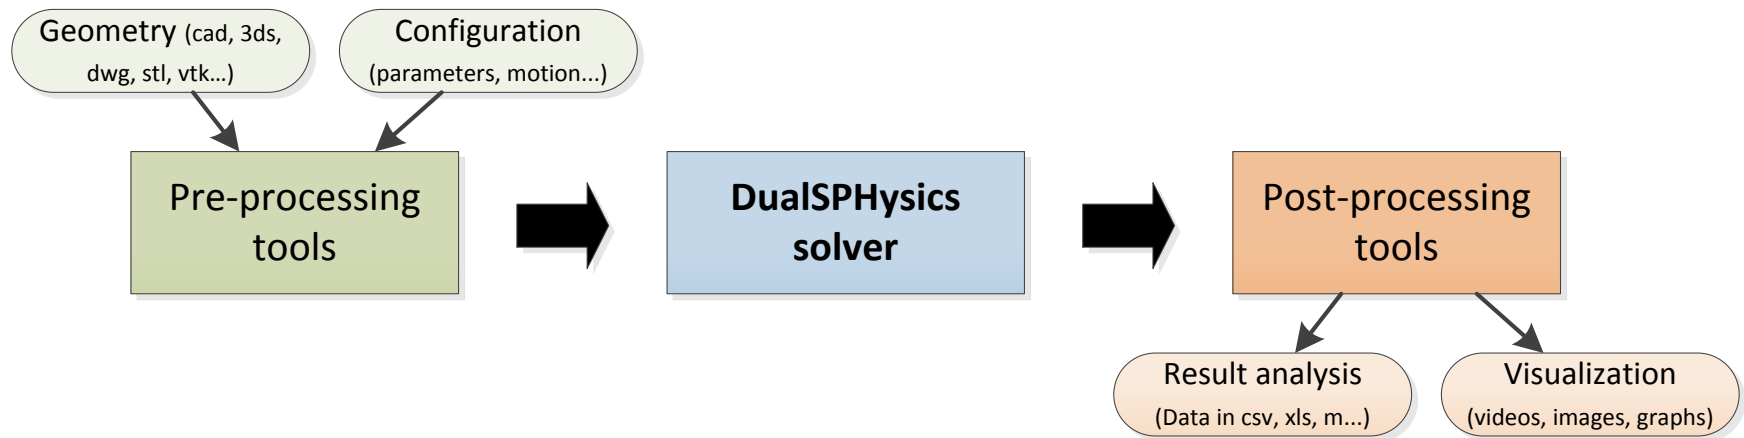 Geometry (cad, 3ds,
dwg, stl, vtk…)
Configuration
(parameters, motion...)
Pre-processing
tools
DualSPHysics
solver
Post-processing
tools
Result analysis
(Data in csv, xls, m...)
Visualization
(videos, images, graphs)